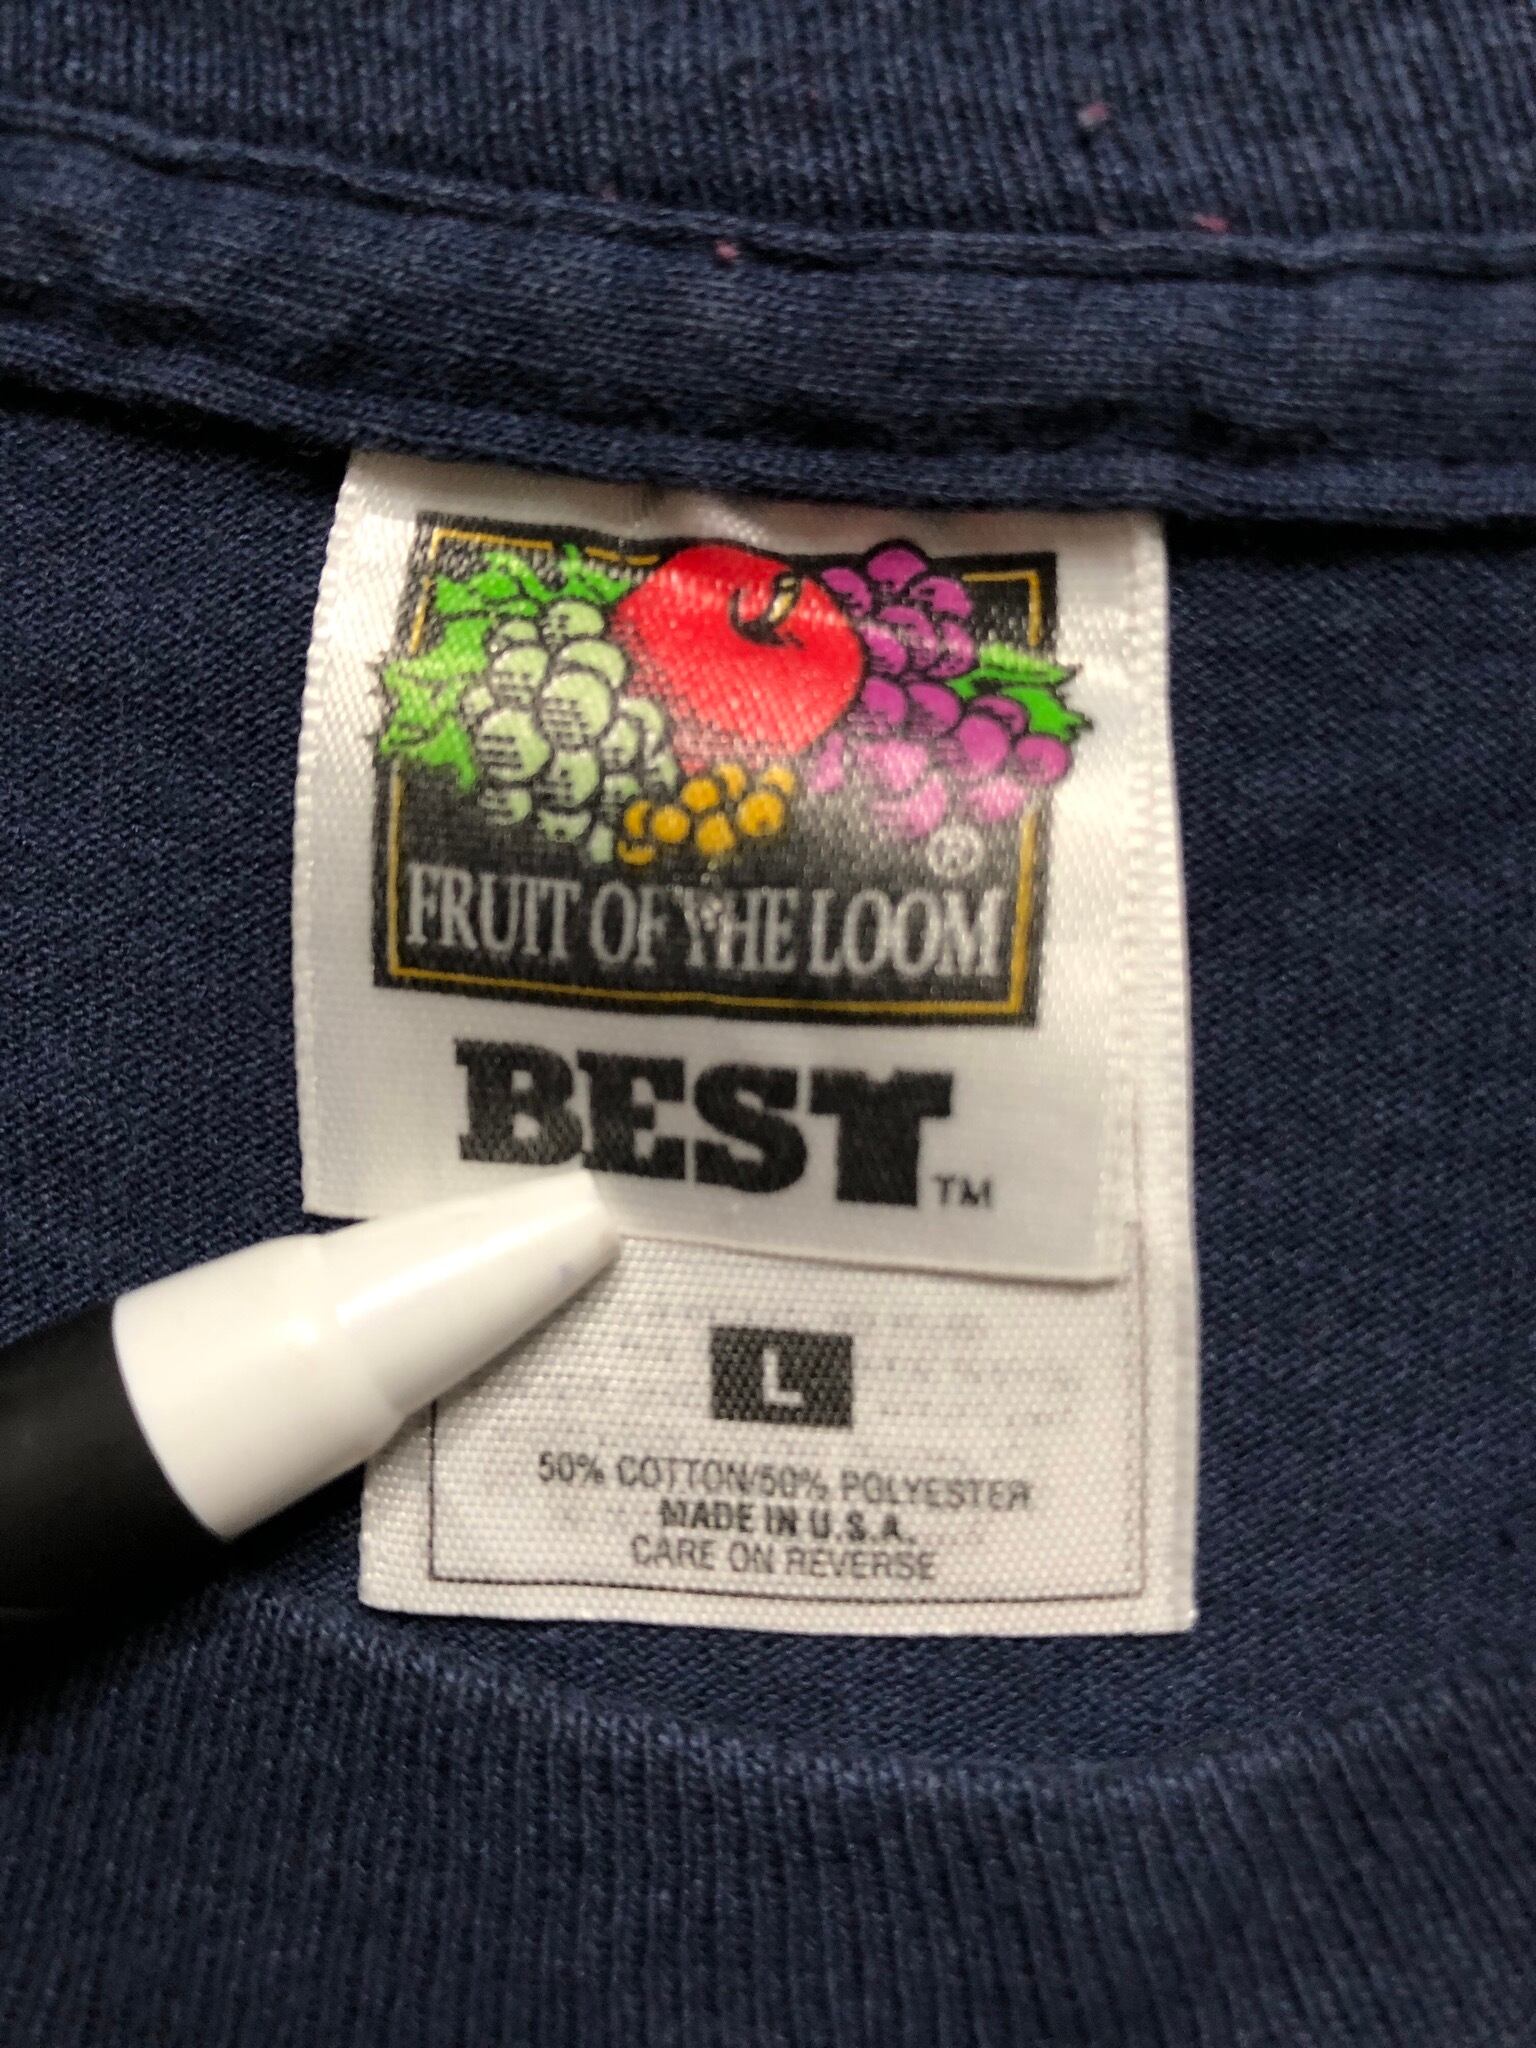 ®
FRUIT OF THE LOOM
BEST™
L
50% COTTON/50% POLYESTER
MADE IN U.S.A.
CARE ON REVERSE